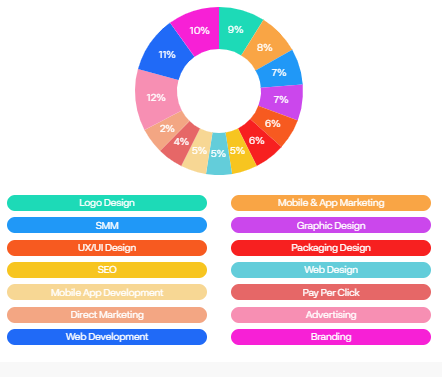 10%
9%
8%
11%
7%
7%
12%
6%
2%
6%
4%
5%
5%
5%
Logo Design
Mobile & App Marketing
SMM
Graphic Design
UX/UI Design
Packaging Design
SEO
Web Design
Mobile App Development
Pay Per Click
Direct Marketing
Advertising
Web Development
Branding